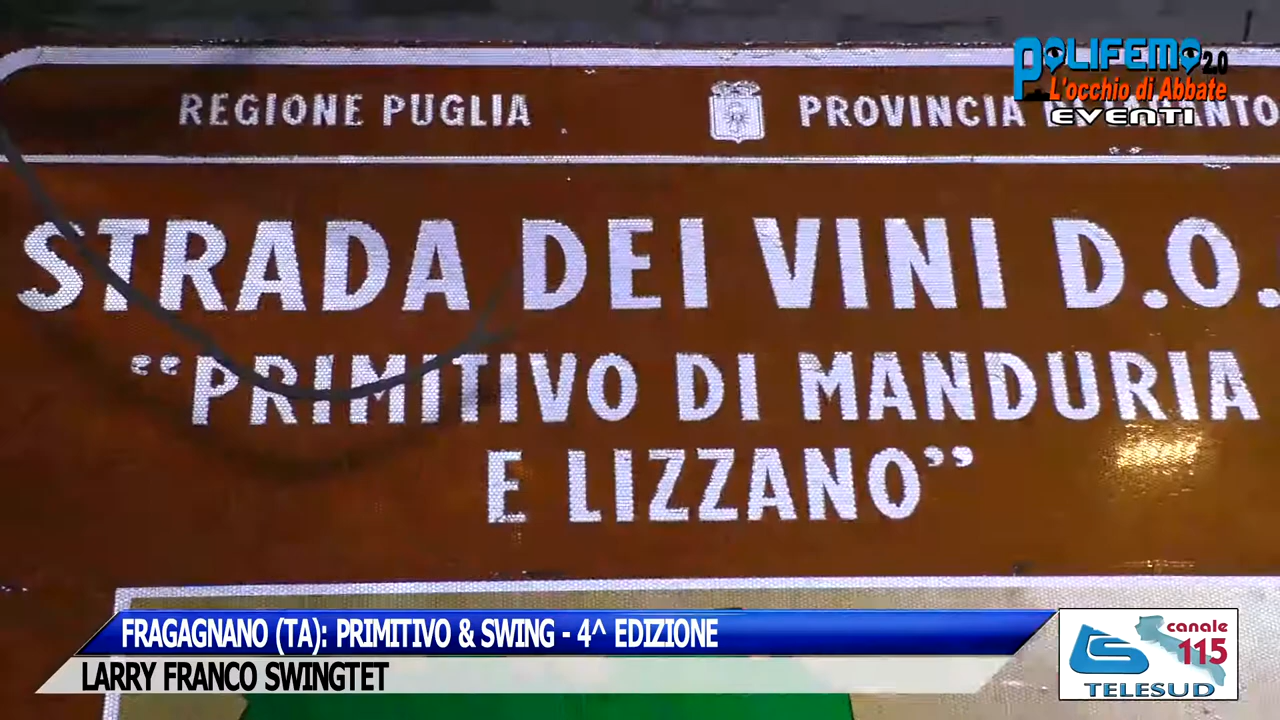 POLIFEMO 2.0
L'occhio di Abbate
EVENTI
REGIONE PUGLIA
PROVINCIA
STRADA DEI VINI D.O.
“PRIMITIVO DI MANDURIA
E LIZZANO”
FRAGAGNANO (TA): PRIMITIVO & SWING - 4^ EDIZIONE
LARRY FRANCO SWINGTET
canale
115
TELESUD